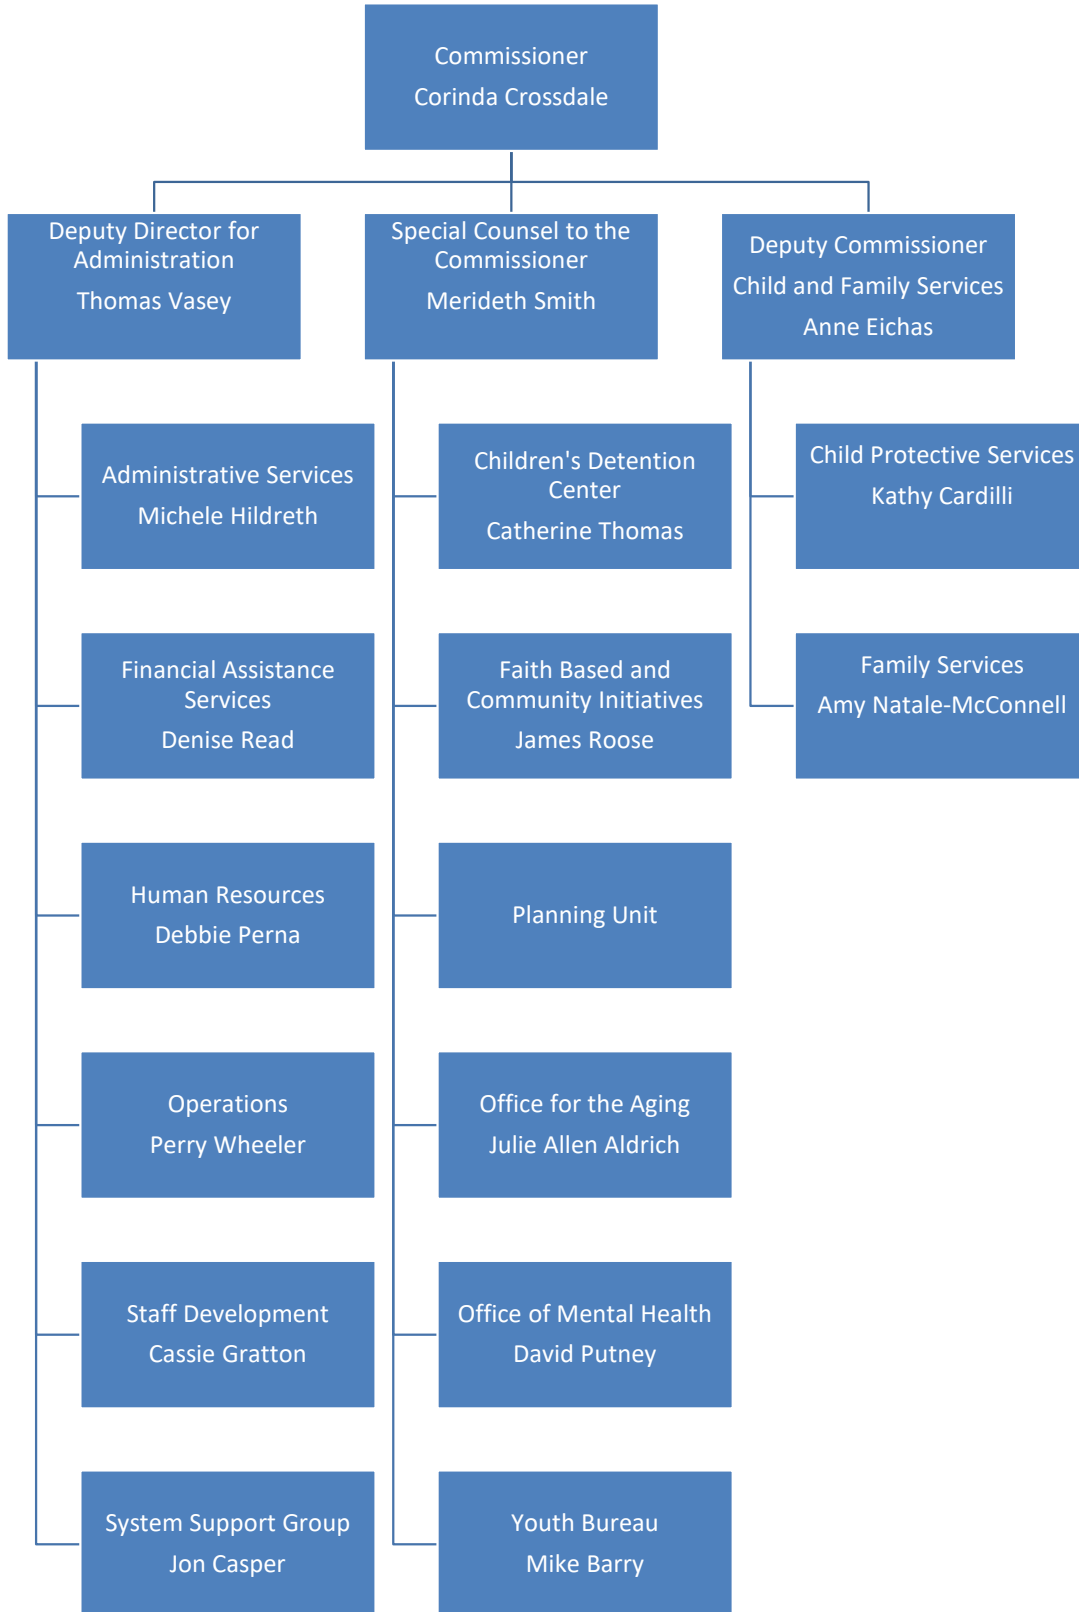 Commissioner
Corinda Crossdale
Deputy Director for
Administration
Thomas Vasey
Special Counsel to the
Commissioner
Merideth Smith
Deputy Commissioner
Child and Family Services
Anne Eichas
Administrative Services
Michele Hildreth
Children's Detention
Center
Catherine Thomas
Child Protective Services
Kathy Cardilli
Financial Assistance
Services
Denise Read
Faith Based and
Community Initiatives
James Roose
Family Services
Amy Natale-McConnell
Human Resources
Debbie Perna
Planning Unit
Operations
Perry Wheeler
Office for the Aging
Julie Allen Aldrich
Staff Development
Cassie Gratton
Office of Mental Health
David Putney
System Support Group
Jon Casper
Youth Bureau
Mike Barry